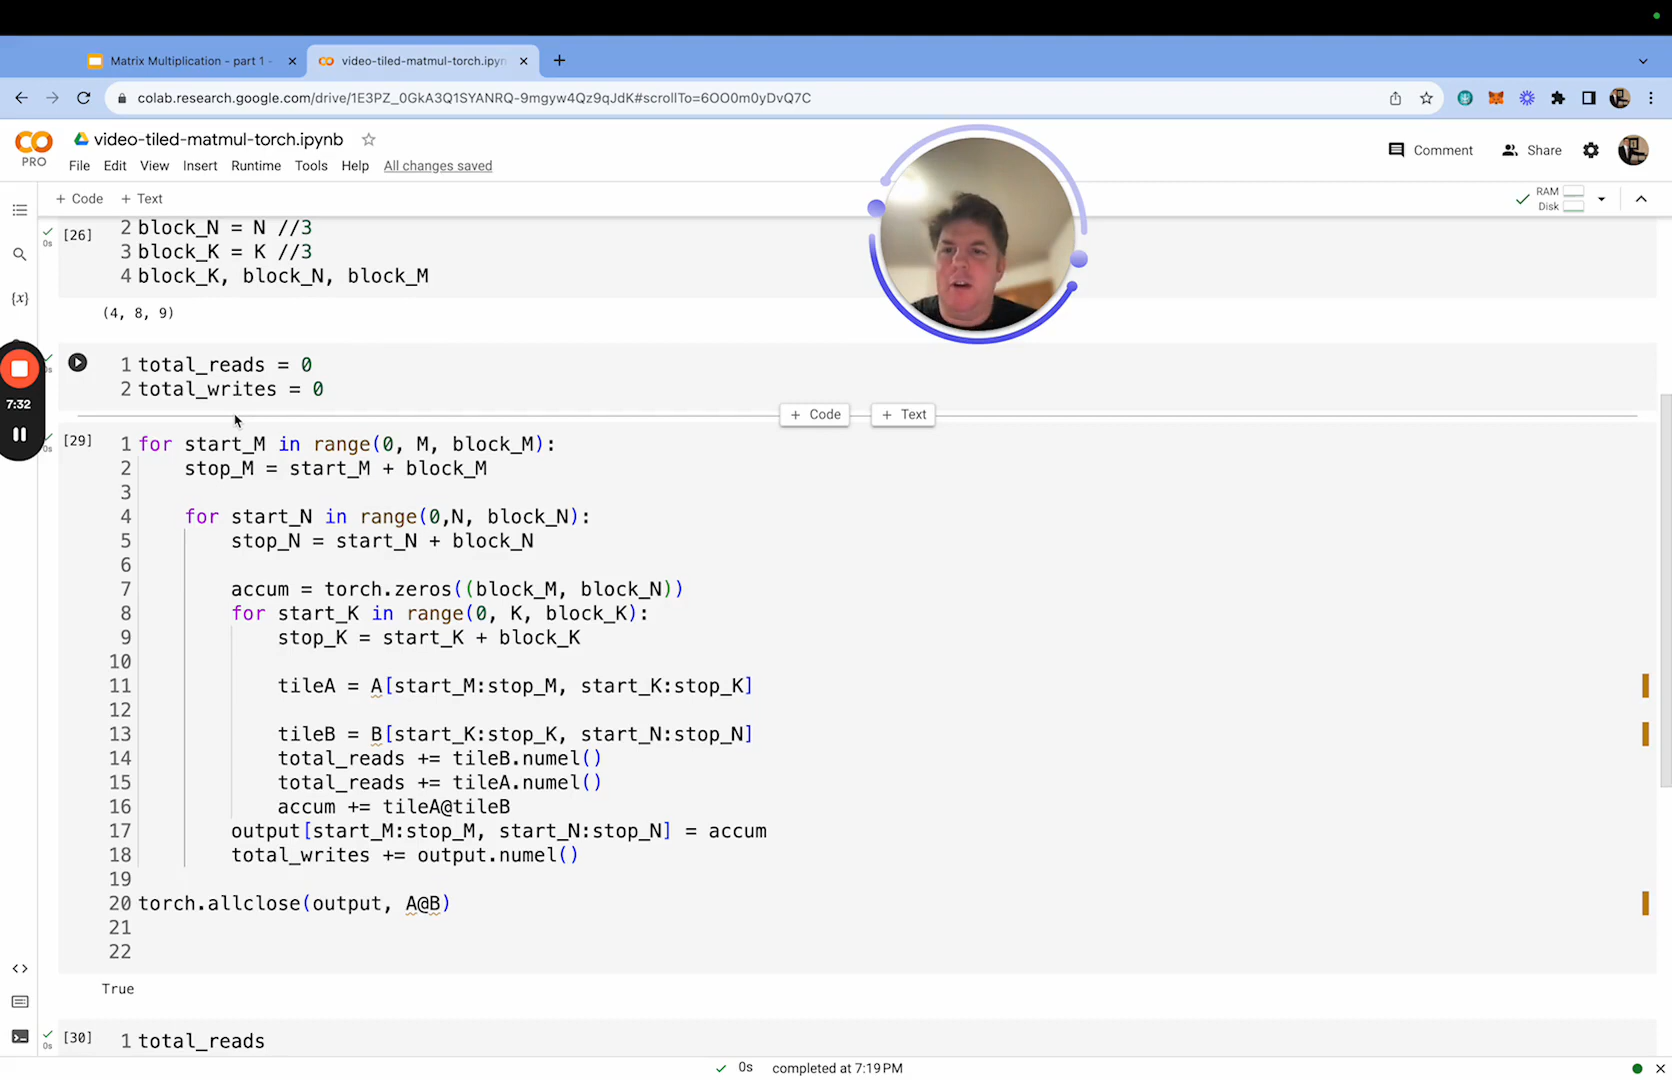 Matrix Multiplication - part 1 -
video-tiled-matmul-torch.ipyn
colab.research.google.com/drive/1E3PZ_0GkA3Q1SYANRQ-9mgyw4Qz9qJdK#scrollTo=6OO0m0yDvQ7C
PRO
video-tiled-matmul-torch.ipynb
File Edit View Insert Runtime Tools Help All changes saved
Comment Share
+ Code + Text
RAM
Disk
[26]
2 block_N = N //3
3 block_K = K //3
4 block_K, block_N, block_M
(4, 8, 9)
1 total_reads = 0
2 total_writes = 0
7:32
+ Code + Text
[29]
1 for start_M in range(0, M, block_M):
2 stop_M = start_M + block_M
3
4 for start_N in range(0,N, block_N):
5 stop_N = start_N + block_N
6
7 accum = torch.zeros((block_M, block_N))
8 for start_K in range(0, K, block_K):
9 stop_K = start_K + block_K
10
11 tileA = A[start_M:stop_M, start_K:stop_K]
12
13 tileB = B[start_K:stop_K, start_N:stop_N]
14 total_reads += tileB.numel()
15 total_reads += tileA.numel()
16 accum += tileA@tileB
17 output[start_M:stop_M, start_N:stop_N] = accum
18 total_writes += output.numel()
19
20 torch.allclose(output, A@B)
21
22
True
[30] 1 total_reads
0s completed at 7:19 PM